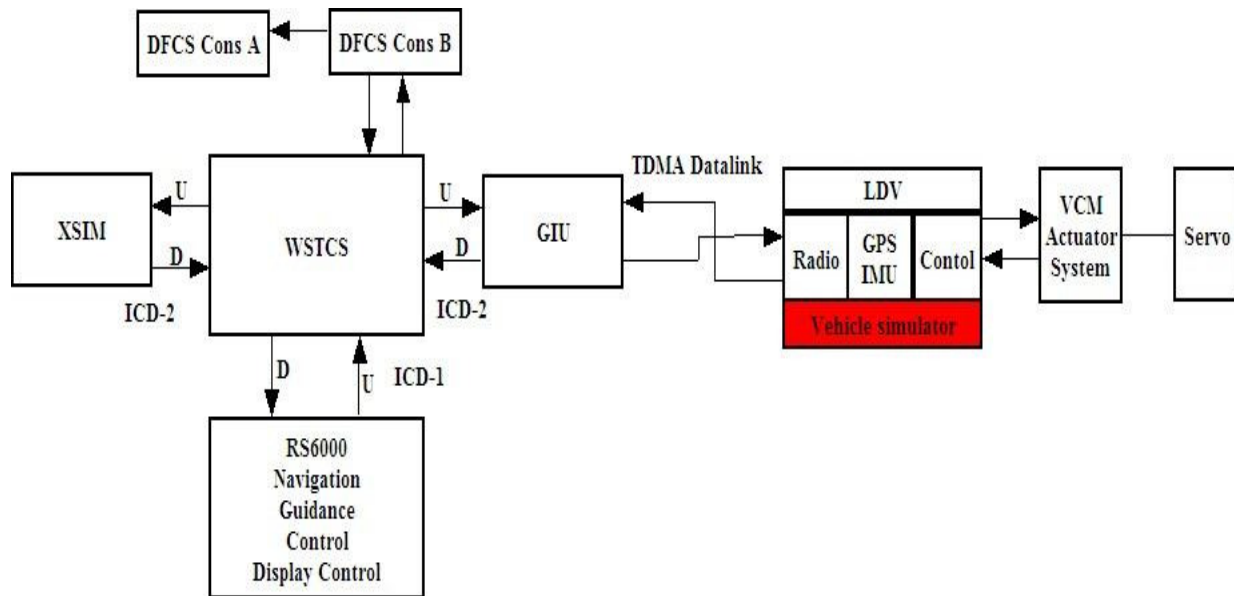 DFCS Cons A
DFCS Cons B
TDMA Datalink
XSIM
U
D
ICD-2
WSTCS
U
D
ICD-2
GIU
LDV
Radio
GPS
IMU
Contol
Vehicle simulator
VCM
Actuator
System
Servo
D
U
ICD-1
RS6000
Navigation
Guidance
Control
Display Control